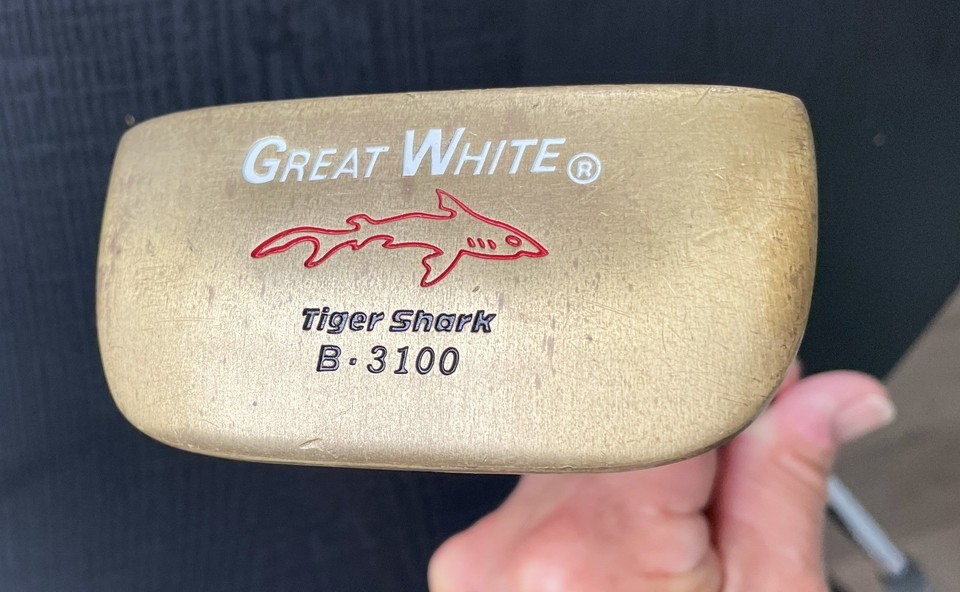 GREAT WHITE®
Tiger Shark
B·3100